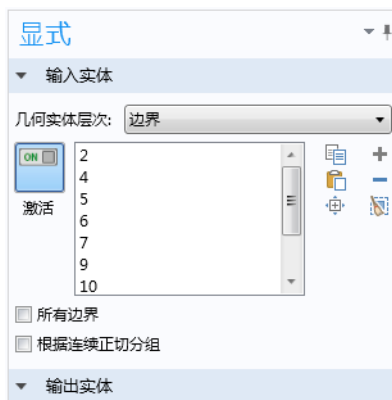 显式
输入实体
几何实体层次: 边界
ON
激活
2
4
5
6
7
9
10
所有边界
根据连续正切分组
输出实体